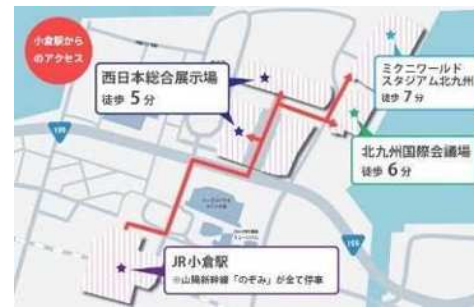 小倉駅から
のアクセス
西日本総合展示場
徒歩 5 分
ミクニワールド
スタジアム北九州
徒歩 7 分
北九州国際会議場
徒歩 6 分
199
199
JR小倉駅
※山陽新幹線「のぞみ」が全て停車